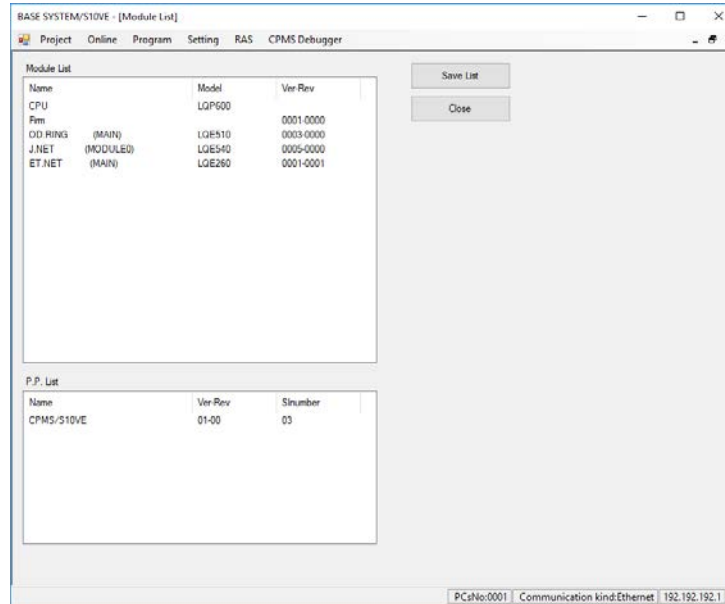 BASE SYSTEM/S10VE - [Module List]
Project Online Program Setting RAS CPMS Debugger
Module List
Save List
Name Model Ver-Rev
CPU LQP600
Close
Firm 0001-0000
OD.RING (MAIN) LQE510 0003-0000
J.NET (MODULE0) LQE540 0005-0000
ET.NET (MAIN) LQE260 0001-0001
P.P. List
Name Ver-Rev Slnumber
CPMS/S10VE 01-00 03
PCsNo:0001 Communication kind:Ethernet 192.192.192.1